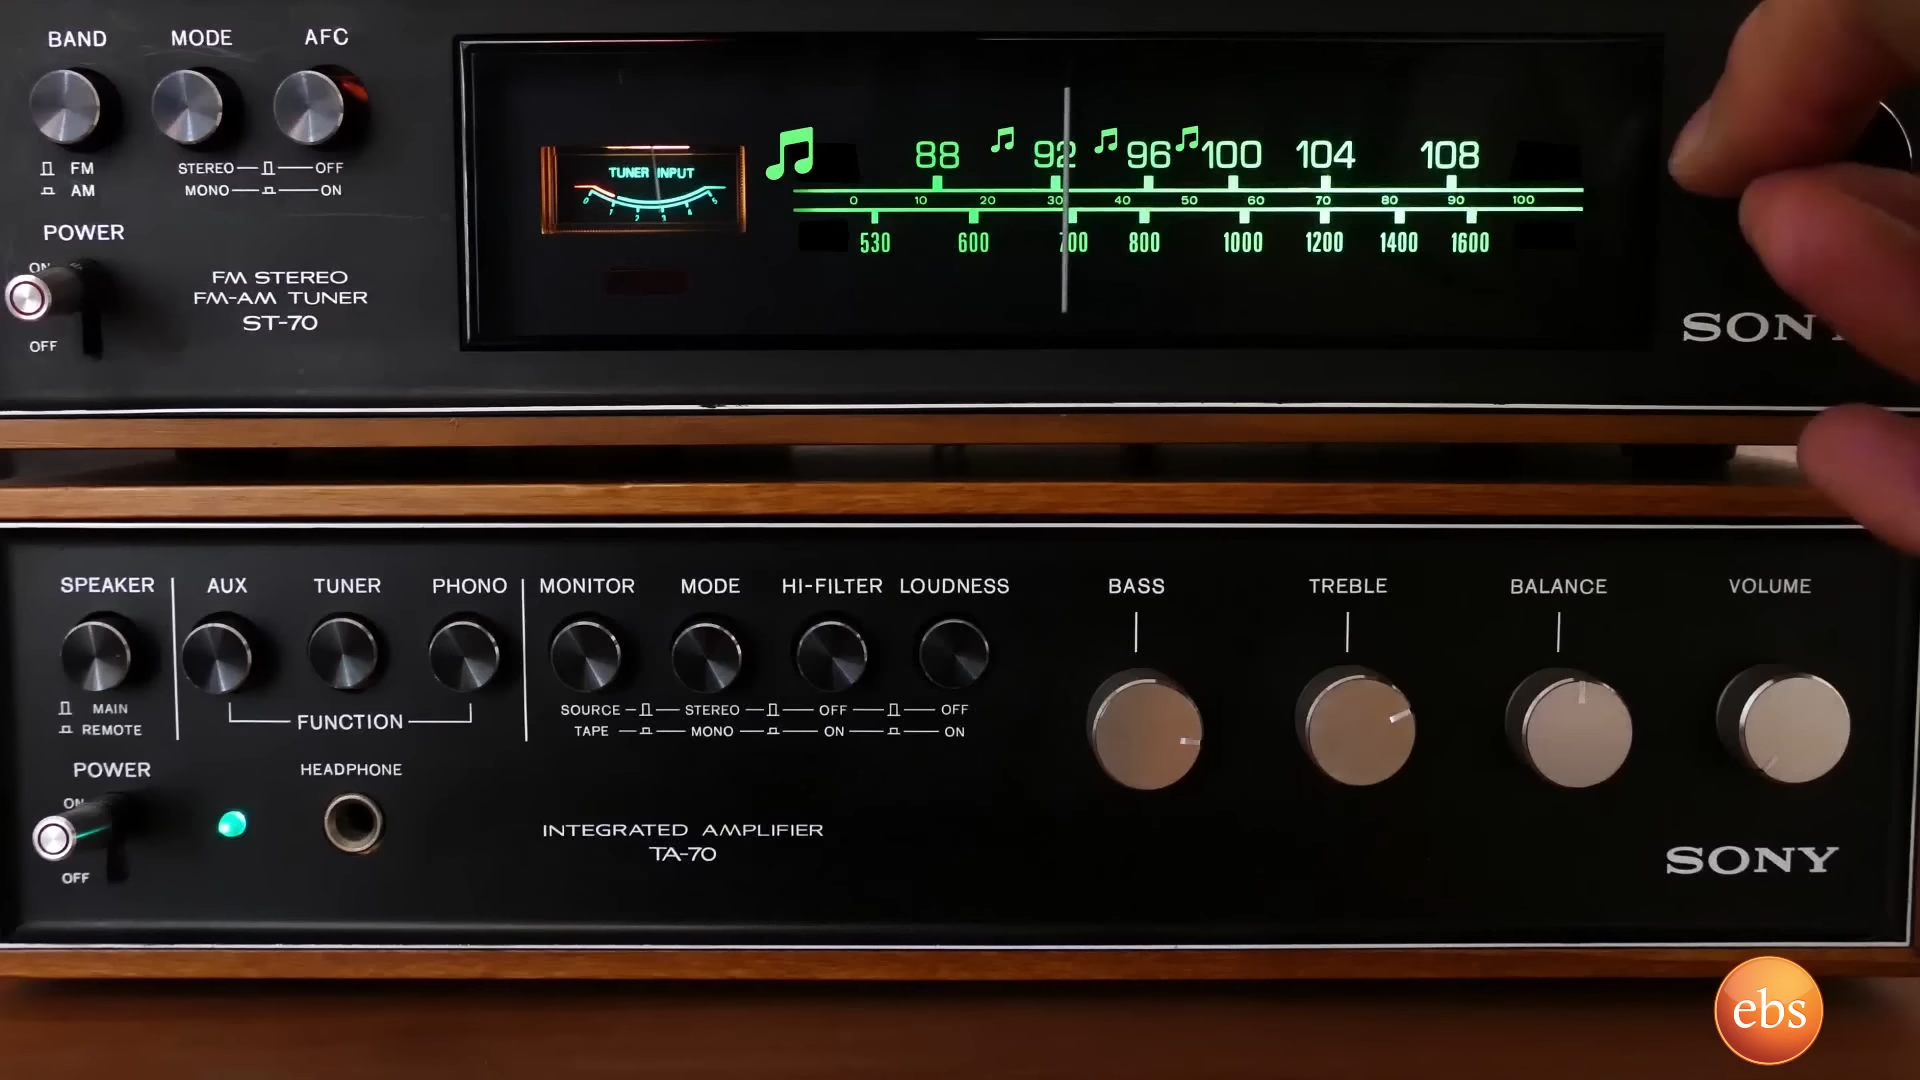 BAND MODE AFC
FM
AM
STEREO OFF
MONO ON
POWER
ON
OFF
FM STEREO
FM-AM TUNER
ST-70
TUNER INPUT
88 92 96 100 104 108
0 10 20 30 40 50 60 70 80 90 100
530 600 700 800 1000 1200 1400 1600
SONY
SPEAKER AUX TUNER PHONO MONITOR MODE HI-FILTER LOUDNESS BASS TREBLE BALANCE VOLUME
MAIN
REMOTE
FUNCTION
SOURCE STEREO OFF OFF
TAPE MONO ON ON
POWER
ON
OFF
HEADPHONE
INTEGRATED AMPLIFIER
TA-70
SONY
ebs